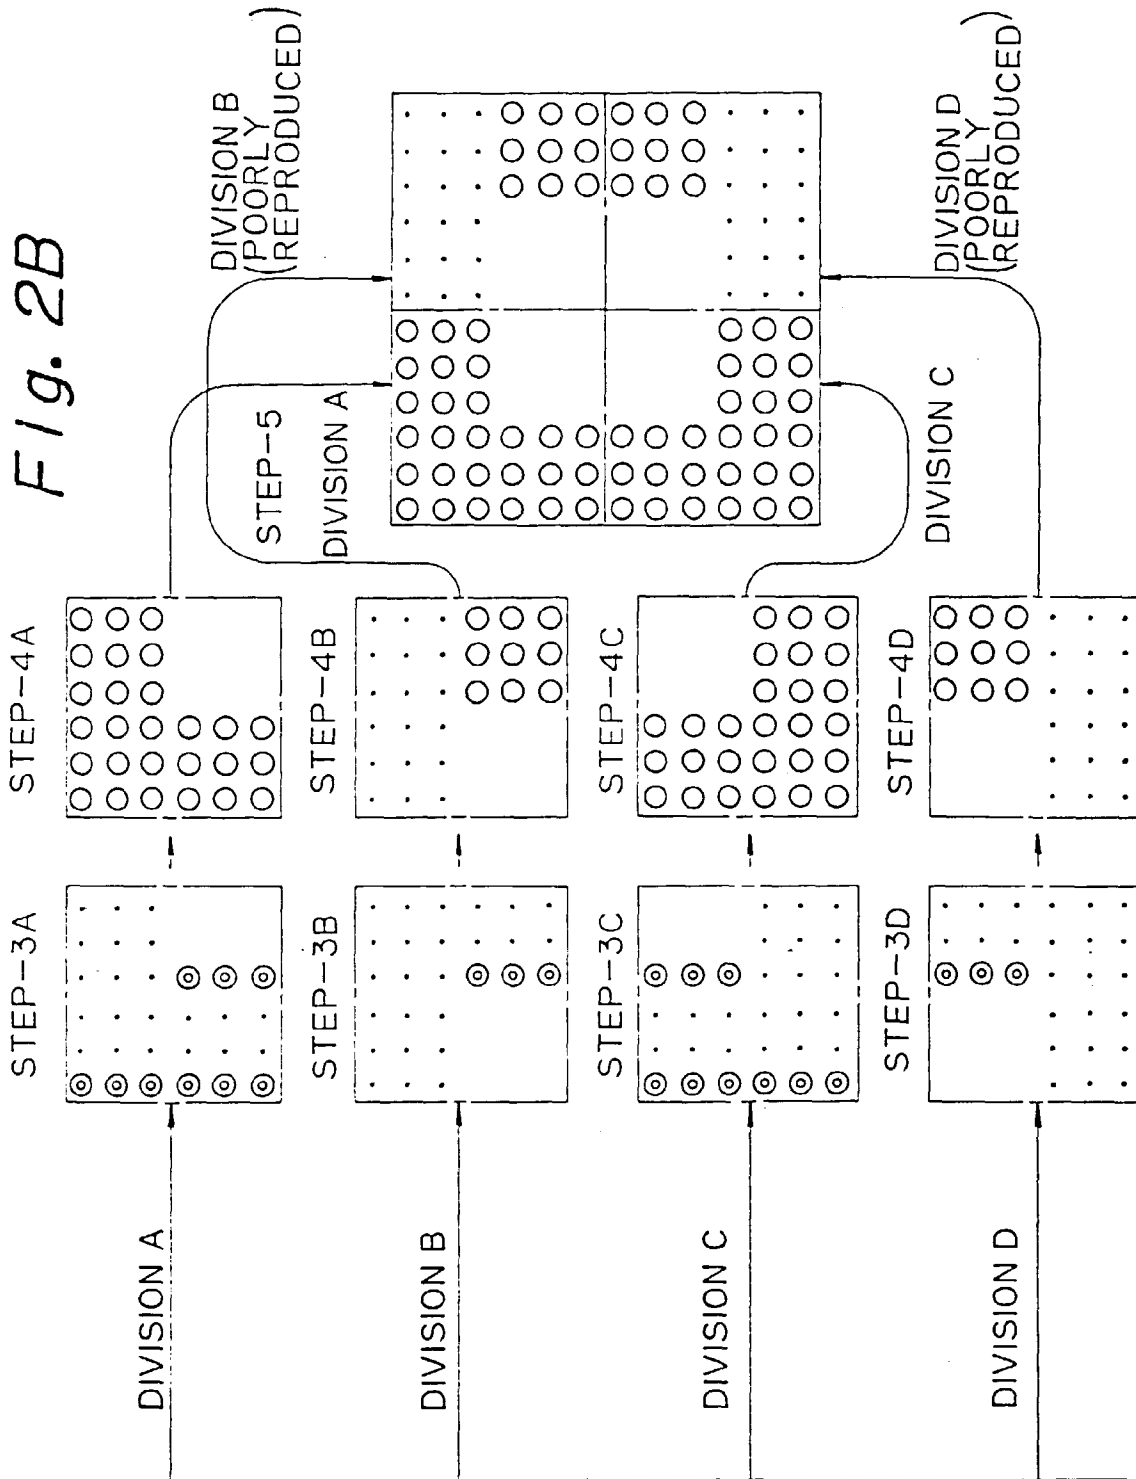 Fig. 2B
DIVISION A
STEP-3A
STEP-4A
DIVISION B
STEP-3B
STEP-4B
DIVISION C
STEP-3C
STEP-4C
DIVISION D
STEP-3D
STEP-4D
STEP-5
DIVISION A
DIVISION B
(POORLY
REPRODUCED)
DIVISION C
DIVISION D
(POORLY
REPRODUCED)